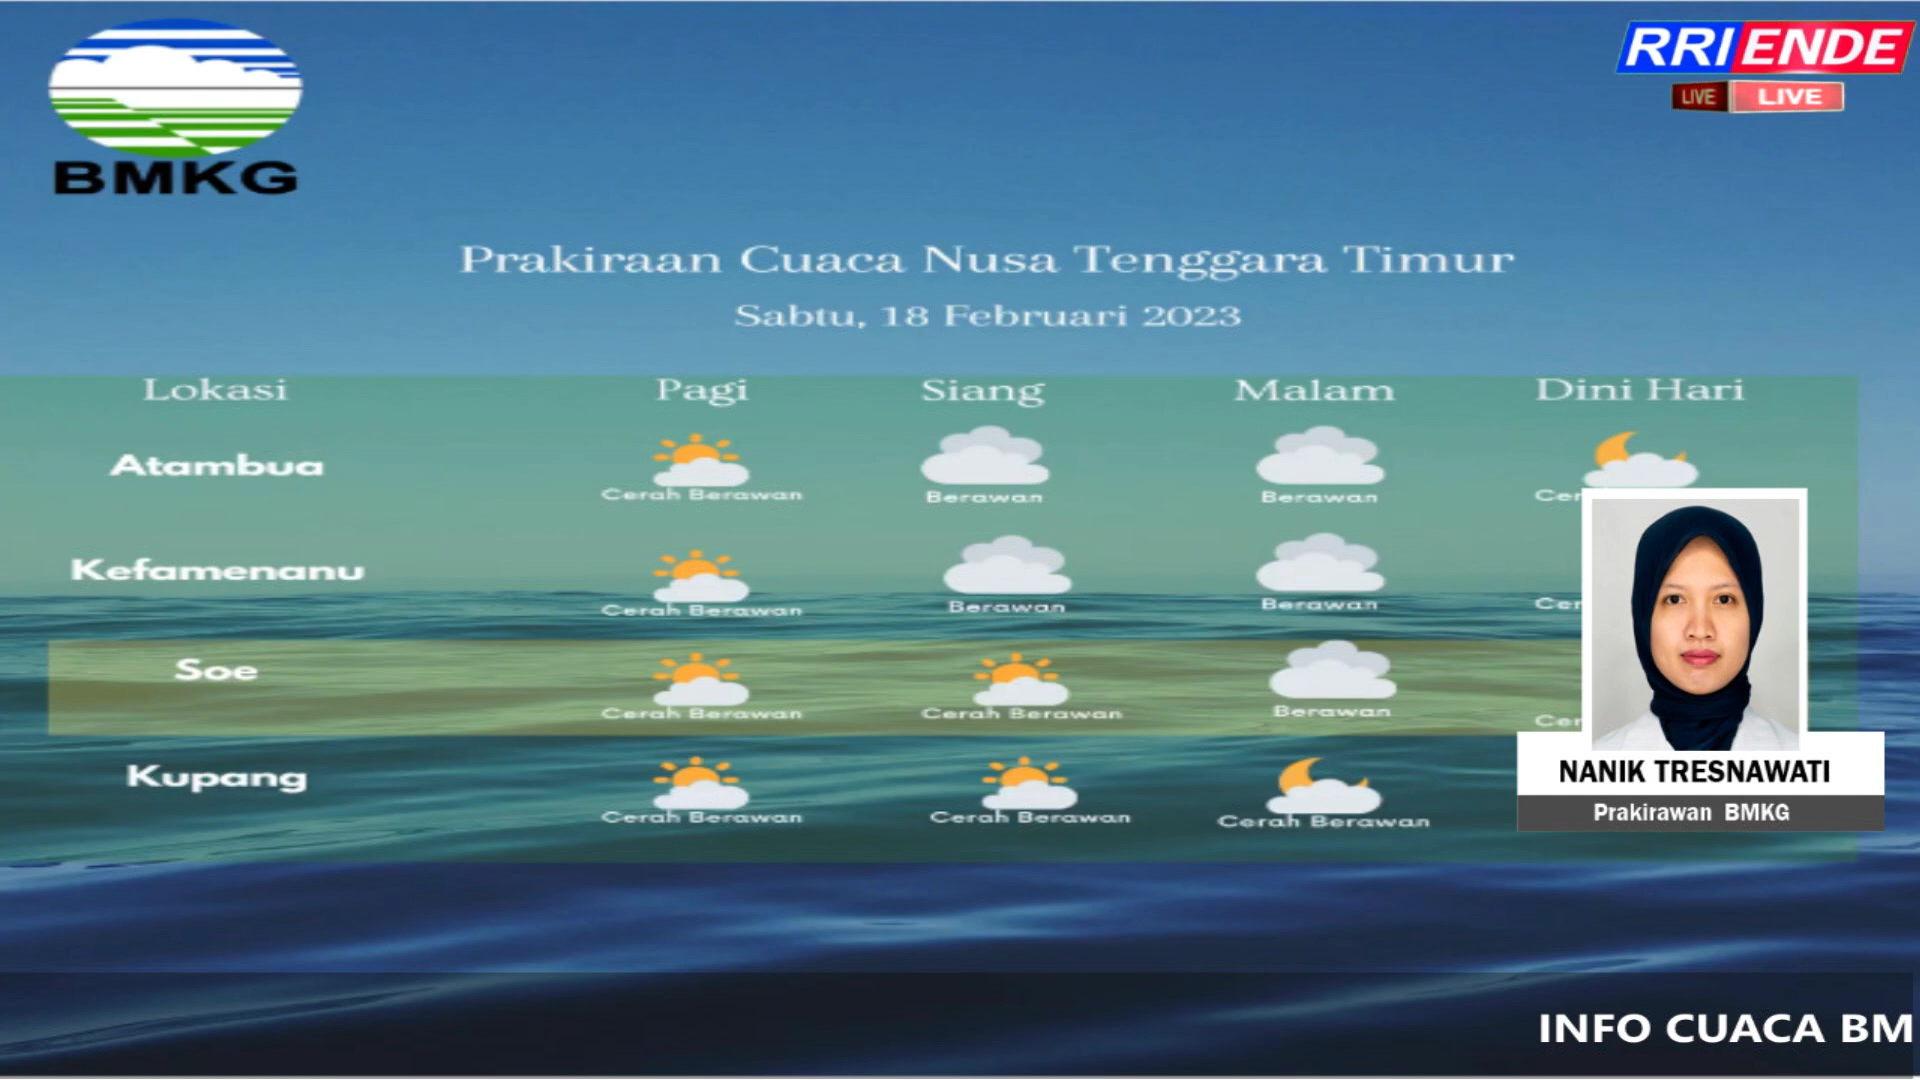 BMKG
RRI ENDE
LIVE LIVE
Prakiraan Cuaca Nusa Tenggara Timur
Sabtu, 18 Februari 2023
Lokasi Pagi Siang Malam Dini Hari
Atambua
Cerah Berawan Berawan Berawan
Kefamenanu
Cerah Berawan Berawan Berawan
Soe
Cerah Berawan Cerah Berawan Berawan
Kupang
Cerah Berawan Cerah Berawan Cerah Berawan
NANIK TRESNAWATI
Prakirawan BMKG
INFO CUACA BM